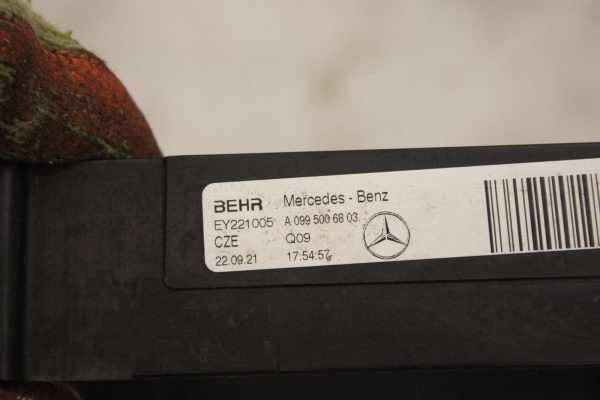 BEHR Mercedes - Benz
EY221005 A 099 500 68 03
CZE Q09
22.09.21 17:54:57